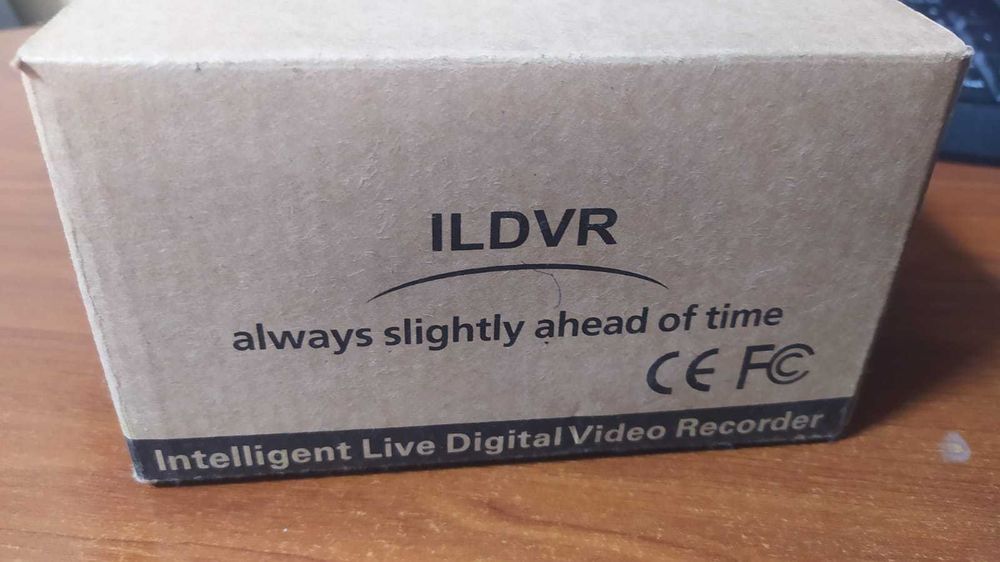 ILDVR
always slightly ahead of time
CE FC
Intelligent Live Digital Video Recorder